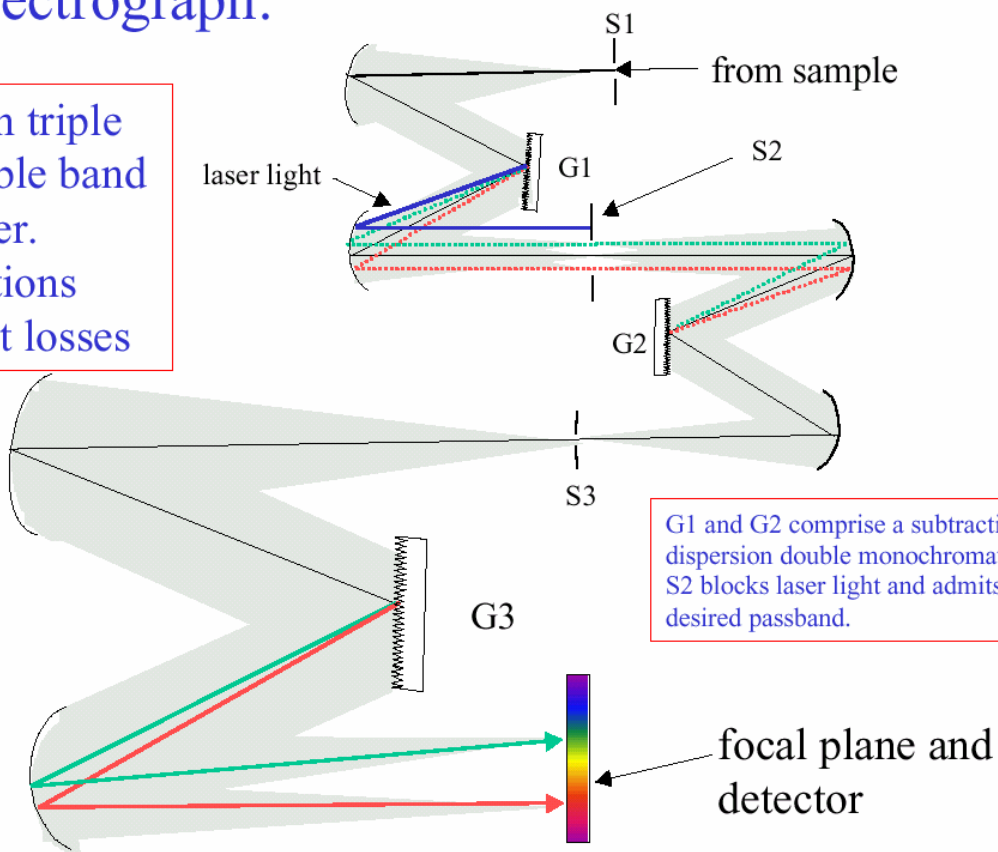 ectrograph.
S1
from sample
n triple
ble band
er.
tions
t losses
laser light
G1
S2
G2
S3
G1 and G2 comprise a subtracti
dispersion double monochroma
S2 blocks laser light and admits
desired passband.
G3
focal plane and
detector